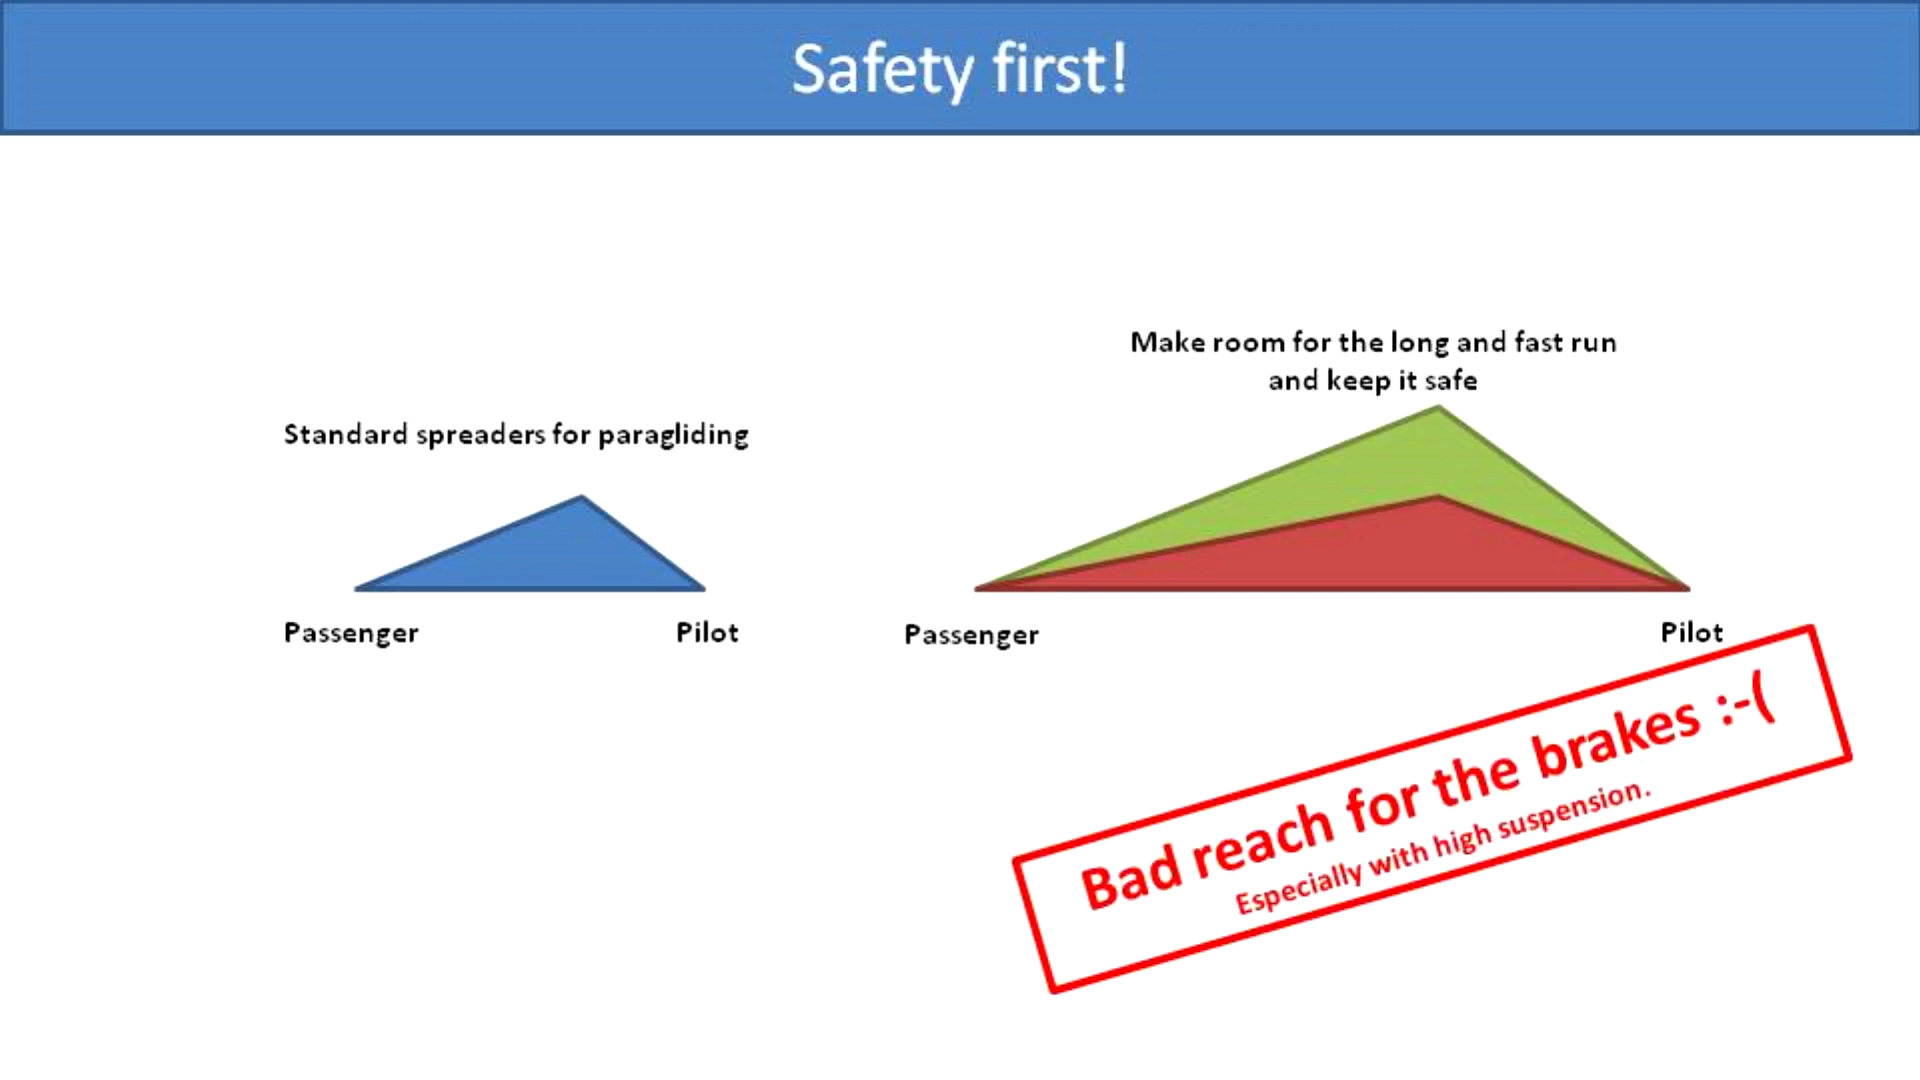 Safety first!
Standard spreaders for paragliding
Passenger
Pilot
Make room for the long and fast run
and keep it safe
Passenger
Pilot
Bad reach for the brakes :-(
Especially with high suspension.